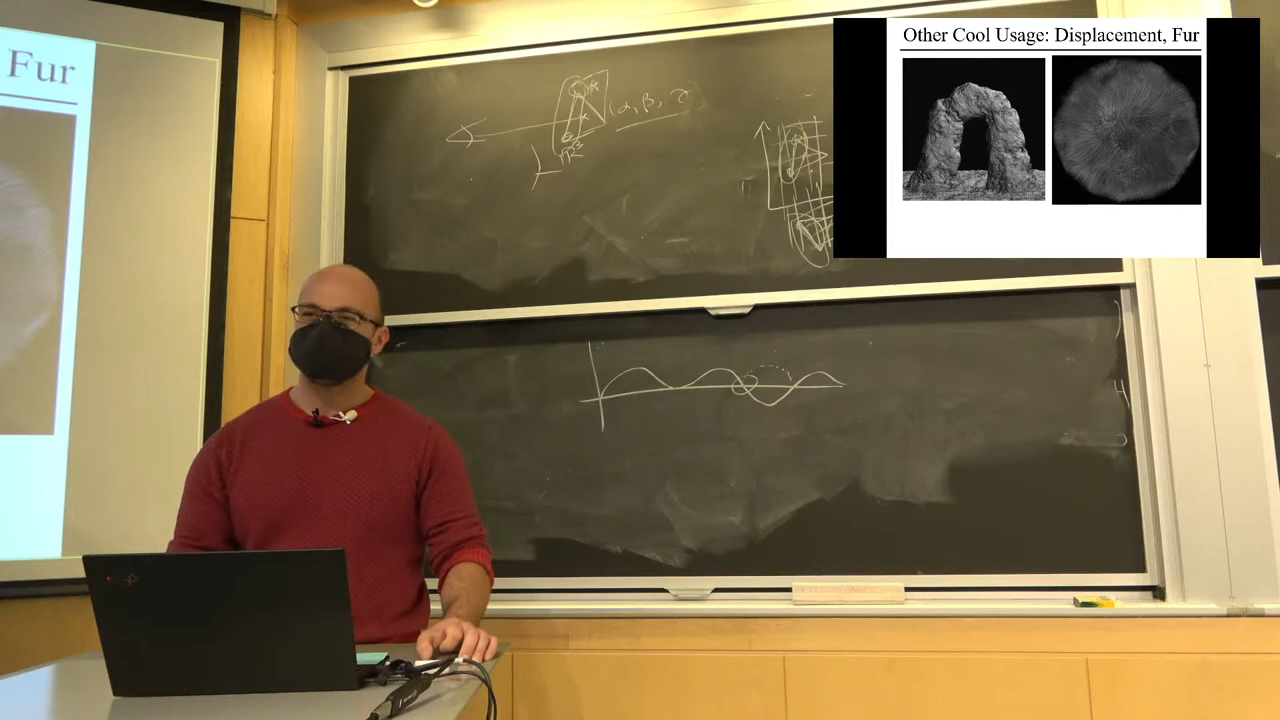 Fur
Other Cool Usage: Displacement, Fur
(α, β, γ)